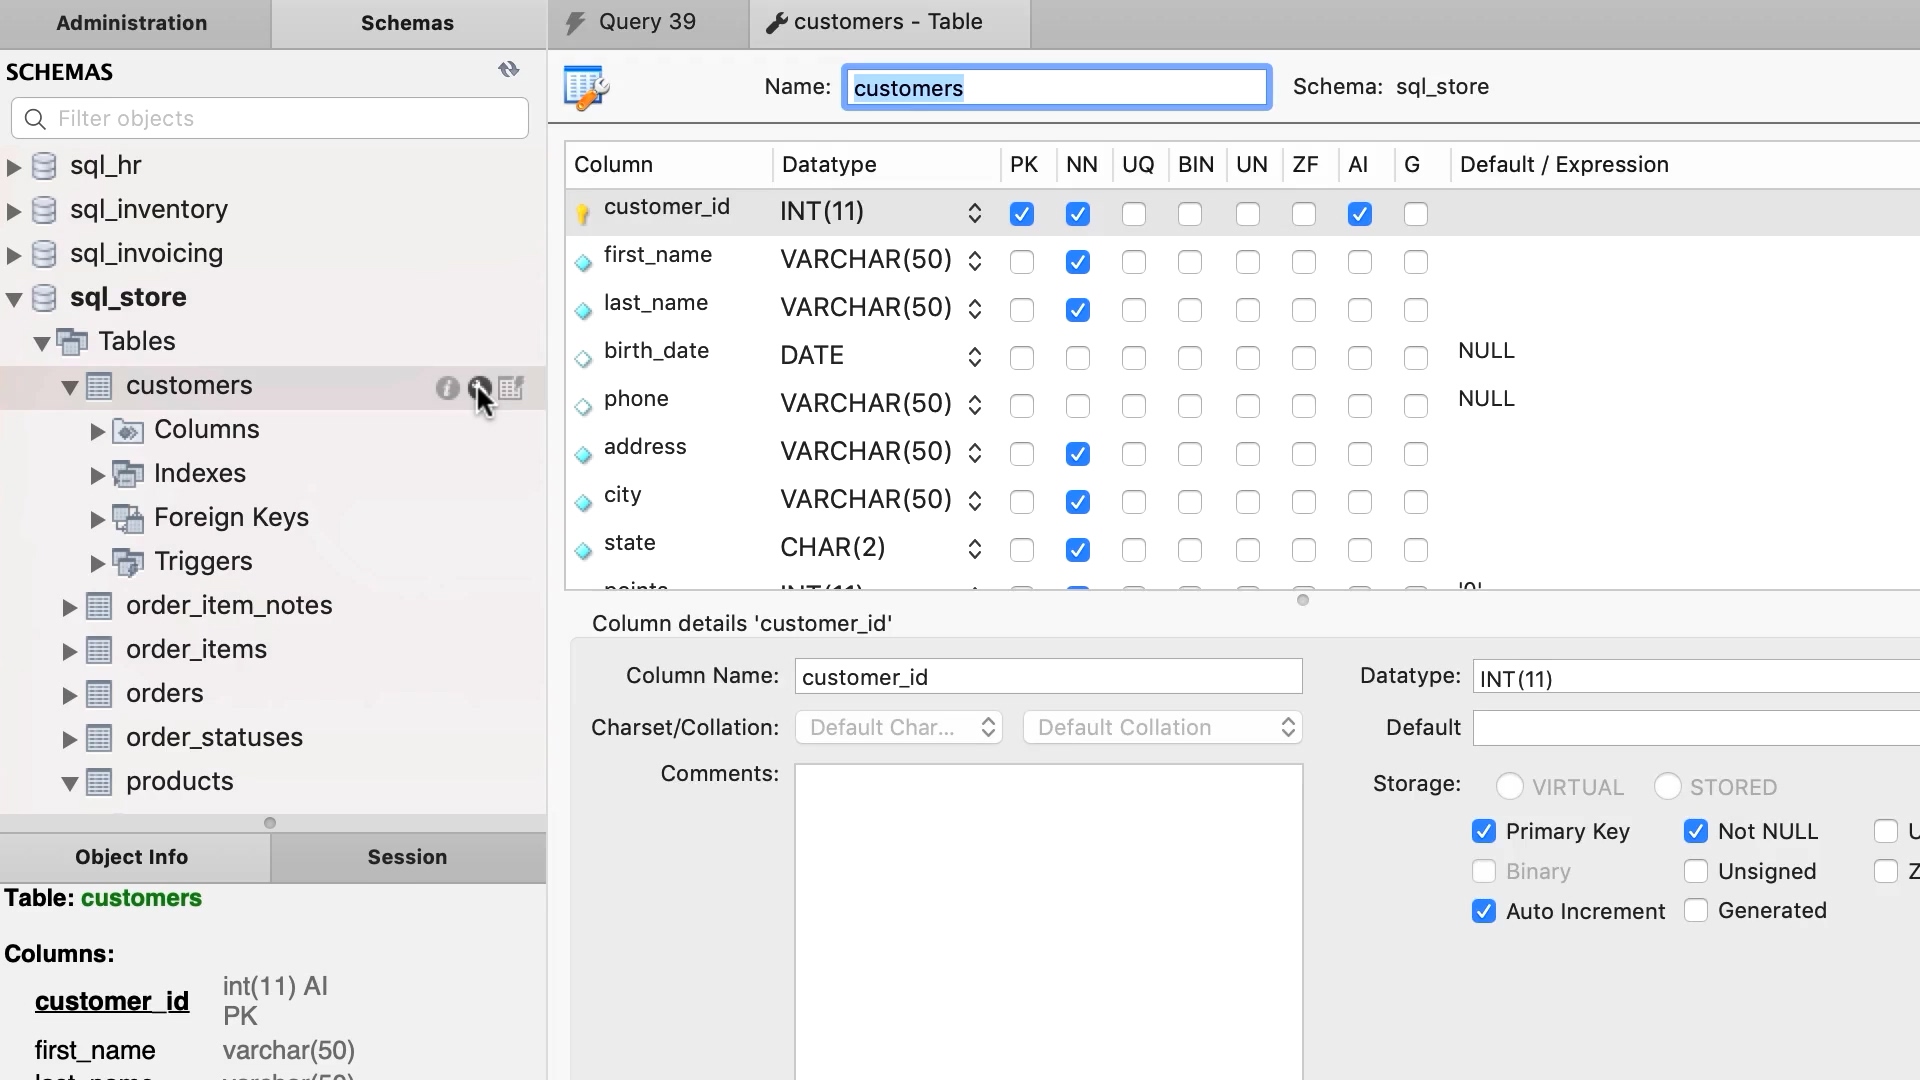 Administration
Schemas
Query 39
customers - Table
SCHEMAS
Filter objects
sql_hr
sql_inventory
sql_invoicing
sql_store
Tables
customers
Columns
Indexes
Foreign Keys
Triggers
order_item_notes
order_items
orders
order_statuses
products
Object Info
Session
Table: customers
Columns:
customer_id int(11) AI
PK
first_name varchar(50)
Name: customers Schema: sql_store
Column Datatype PK NN UQ BIN UN ZF AI G Default / Expression
customer_id INT(11)
first_name VARCHAR(50)
last_name VARCHAR(50)
birth_date DATE NULL
phone VARCHAR(50) NULL
address VARCHAR(50)
city VARCHAR(50)
state CHAR(2)
Column details 'customer_id'
Column Name: customer_id Datatype: INT(11)
Charset/Collation: Default Char... Default Collation Default
Comments: Storage: VIRTUAL STORED
Primary Key Not NULL
Binary Unsigned
Auto Increment Generated